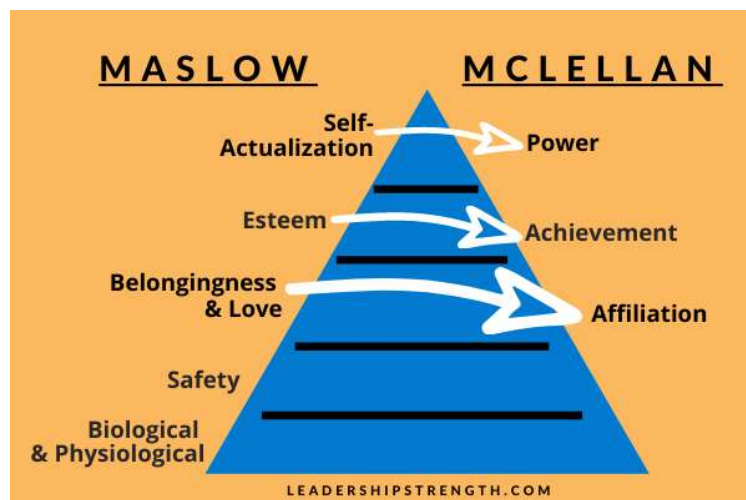 MASLOW
MCLELLAN
Self-
Actualization
Power
Esteem
Achievement
Belongingness
& Love
Affiliation
Safety
Biological
& Physiological
LEADERSHIPSTRENGTH.COM